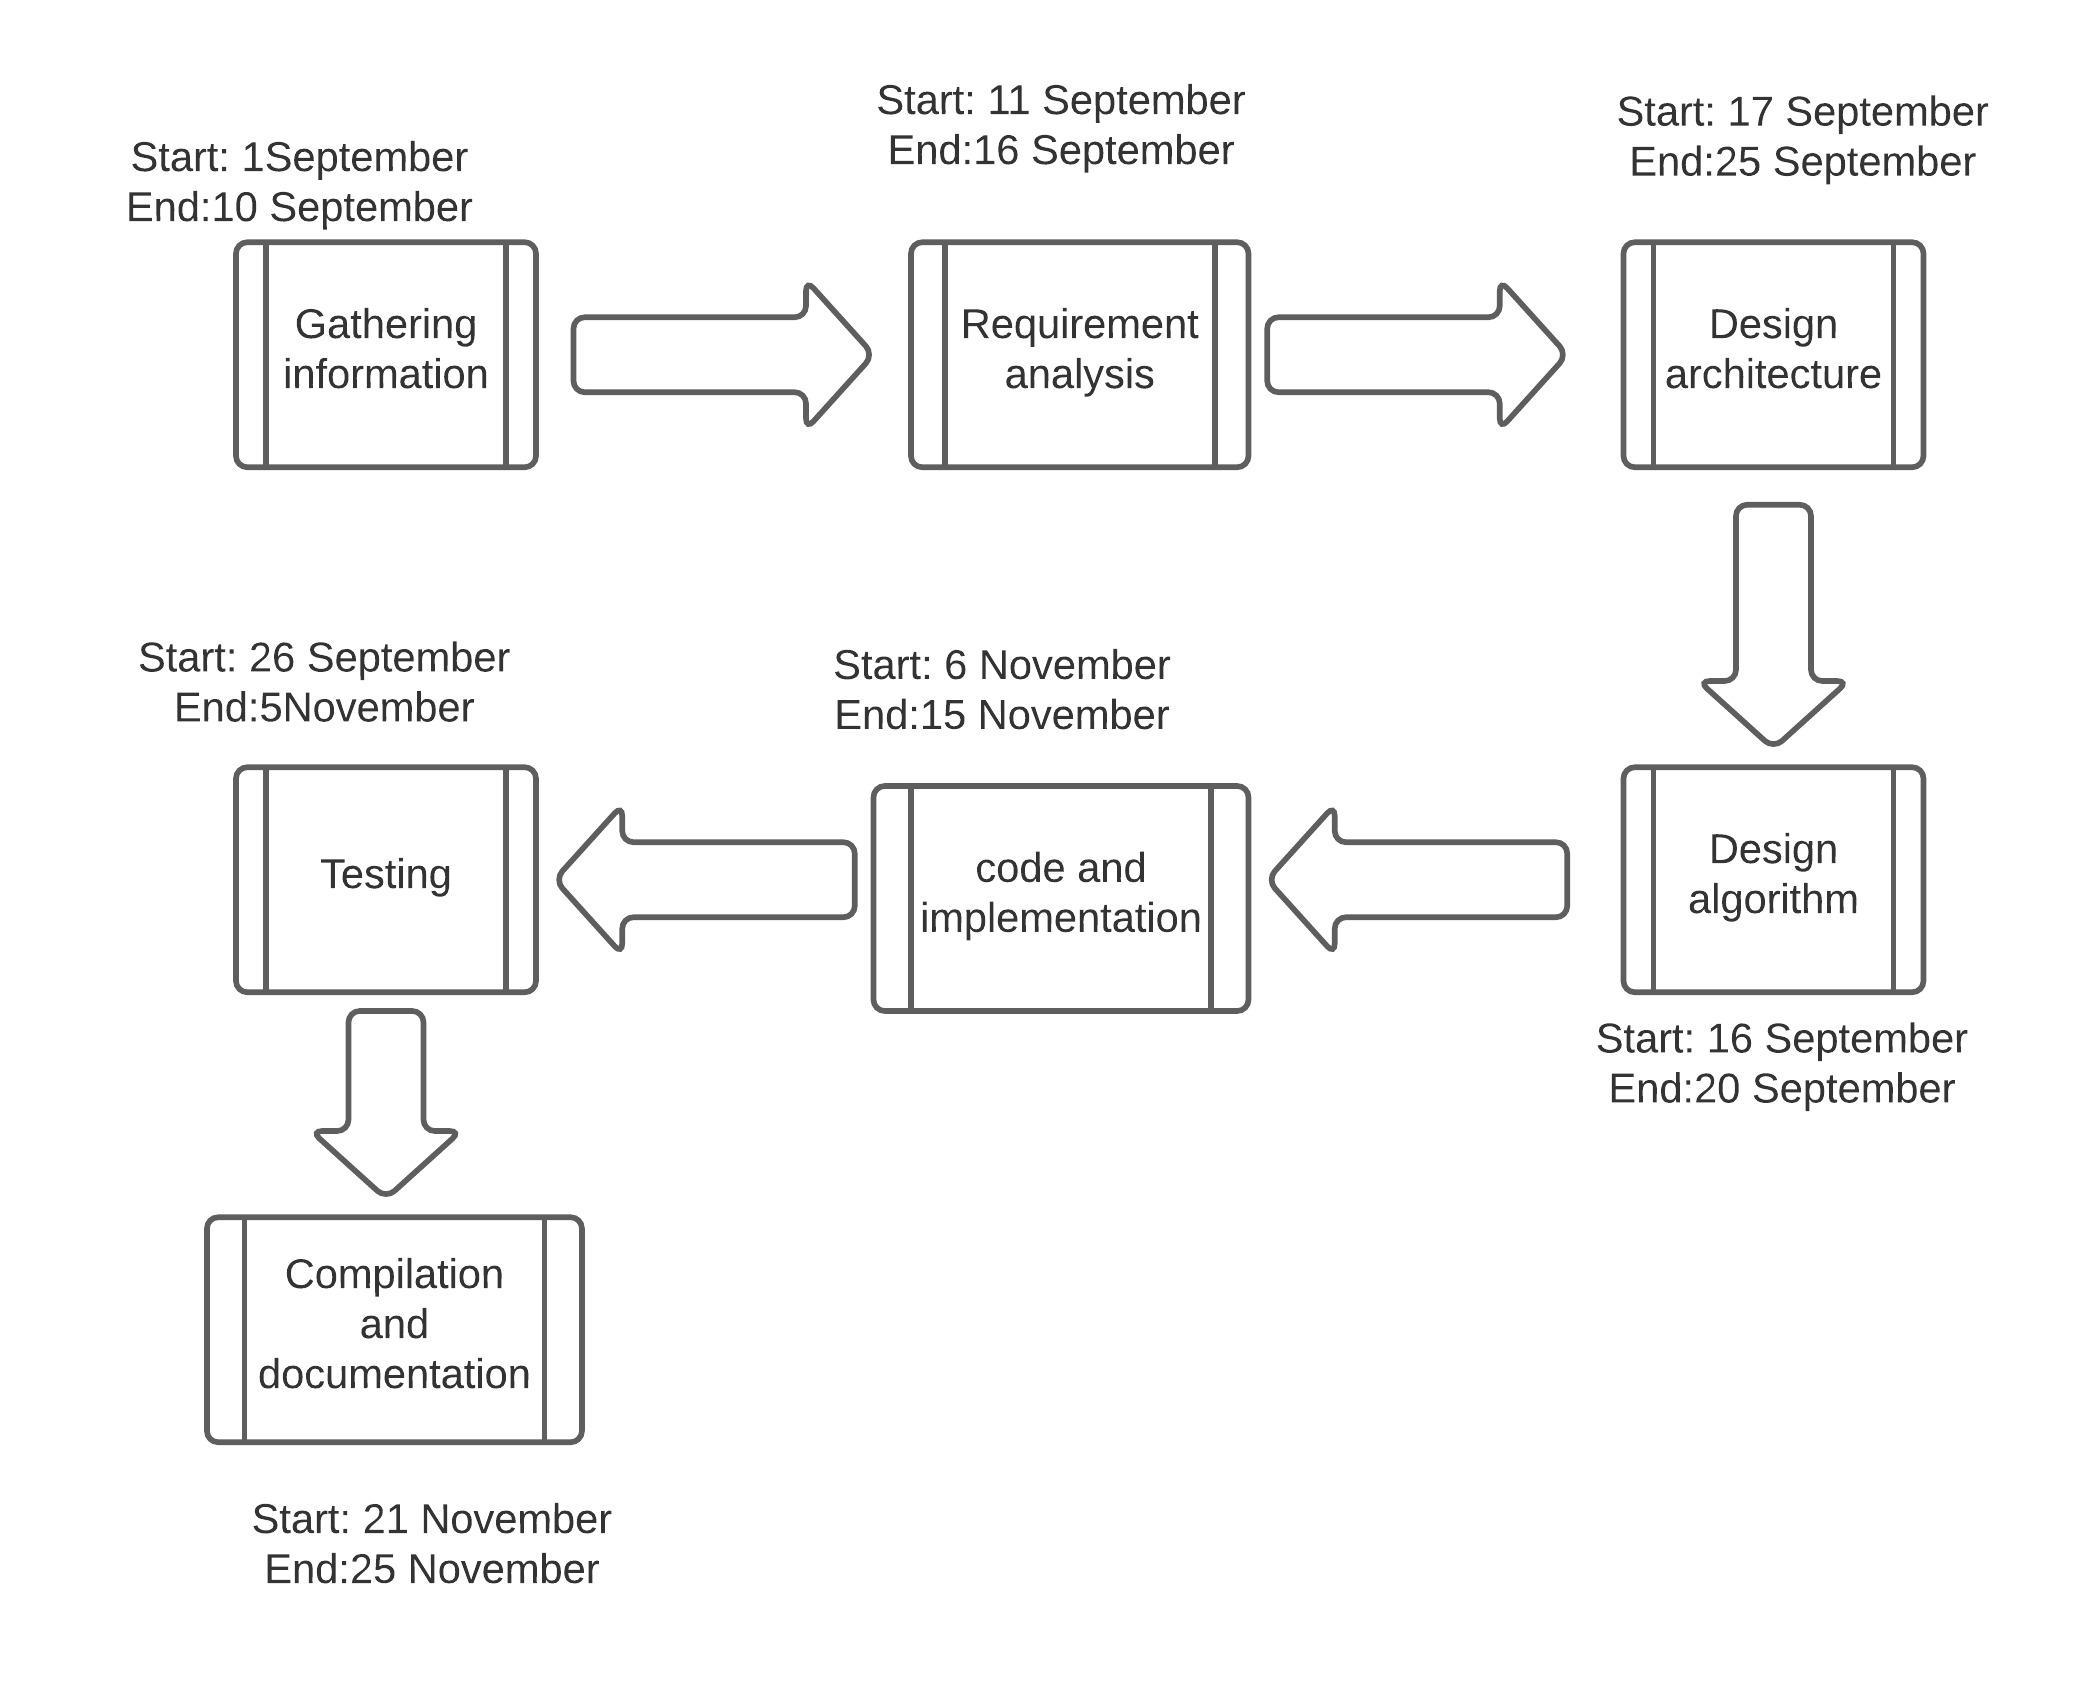 Start: 1September
End:10 September
Gathering
information
Start: 11 September
End:16 September
Requirement
analysis
Start: 17 September
End:25 September
Design
architecture
Design
algorithm
Start: 16 September
End:20 September
Start: 6 November
End:15 November
code and
implementation
Start: 26 September
End:5November
Testing
Compilation
and
documentation
Start: 21 November
End:25 November